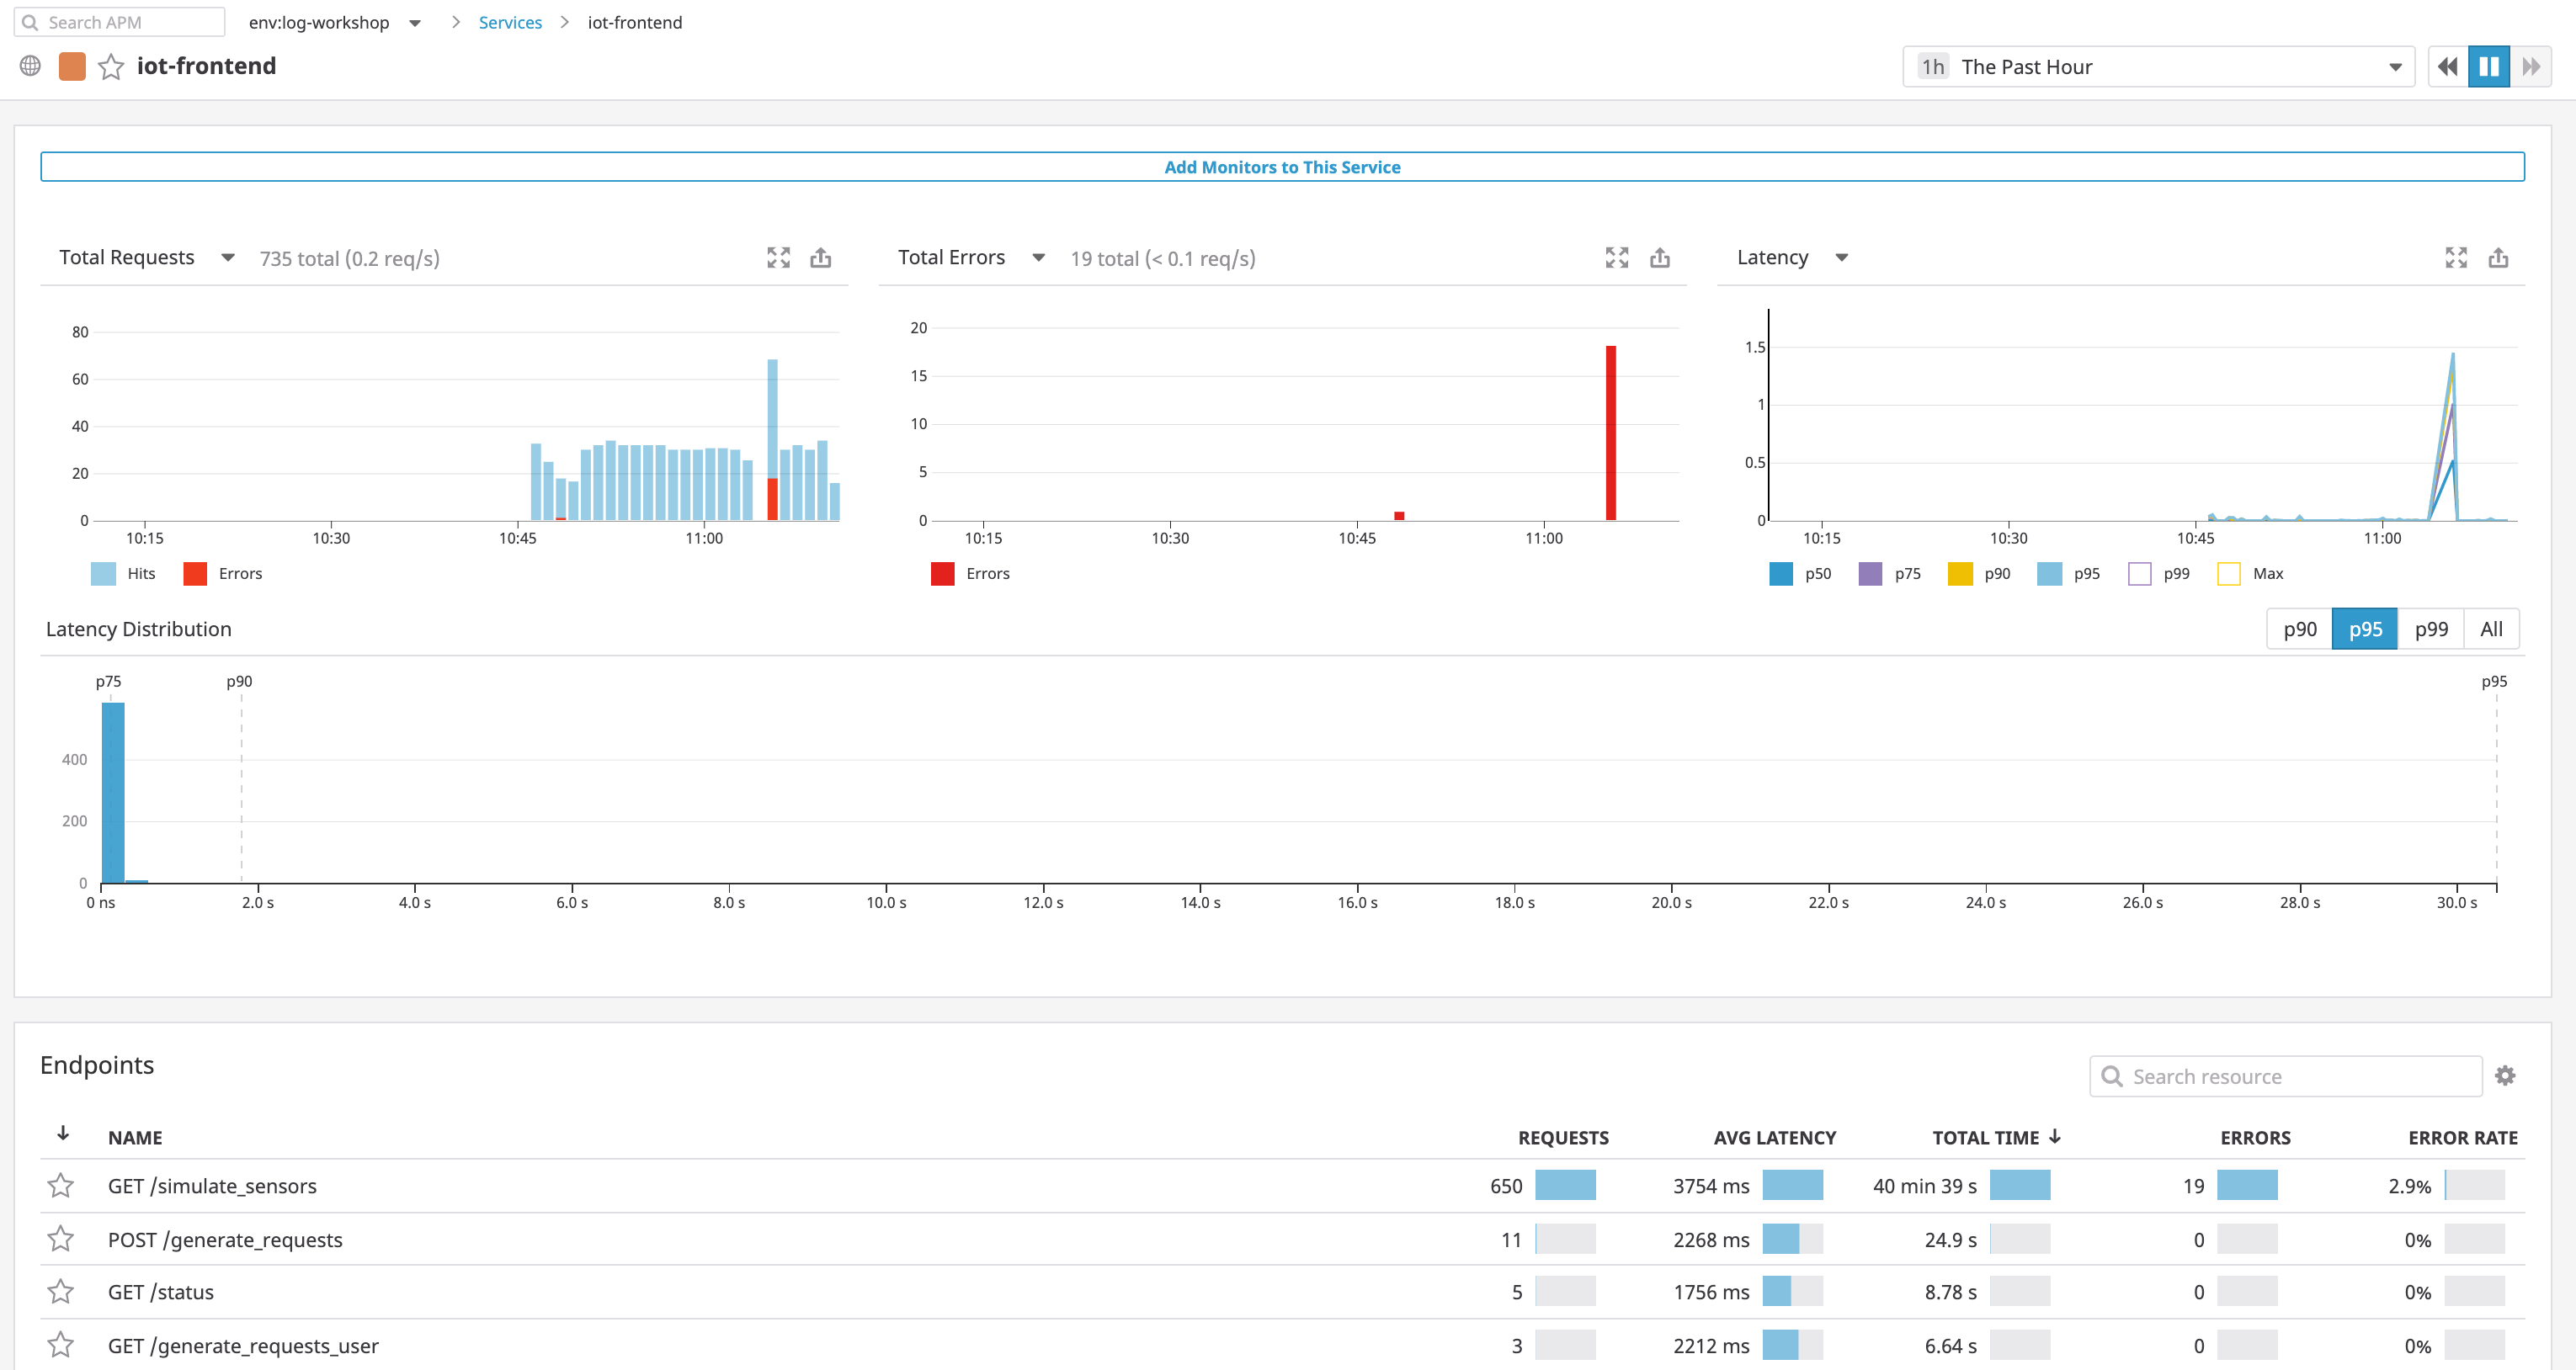 Search APM env:log-workshop Services iot-frontend
iot-frontend 1h The Past Hour
Add Monitors to This Service
Total Requests 735 total (0.2 req/s)
80
60
40
20
0
10:15 10:30 10:45 11:00
Hits Errors
Total Errors 19 total (< 0.1 req/s)
20
15
10
5
0
10:15 10:30 10:45 11:00
Errors
Latency
1.5
1
0.5
0
10:15 10:30 10:45 11:00
p50 p75 p90 p95 p99 Max
Latency Distribution p90 p95 p99 All
p75 p90 p95
400
200
0
0 ns 2.0 s 4.0 s 6.0 s 8.0 s 10.0 s 12.0 s 14.0 s 16.0 s 18.0 s 20.0 s 22.0 s 24.0 s 26.0 s 28.0 s 30.0 s
Endpoints Search resource
NAME REQUESTS AVG LATENCY TOTAL TIME ERRORS ERROR RATE
GET /simulate_sensors 650 3754 ms 40 min 39 s 19 2.9%
POST /generate_requests 11 2268 ms 24.9 s 0 0%
GET /status 5 1756 ms 8.78 s 0 0%
GET /generate_requests_user 3 2212 ms 6.64 s 0 0%